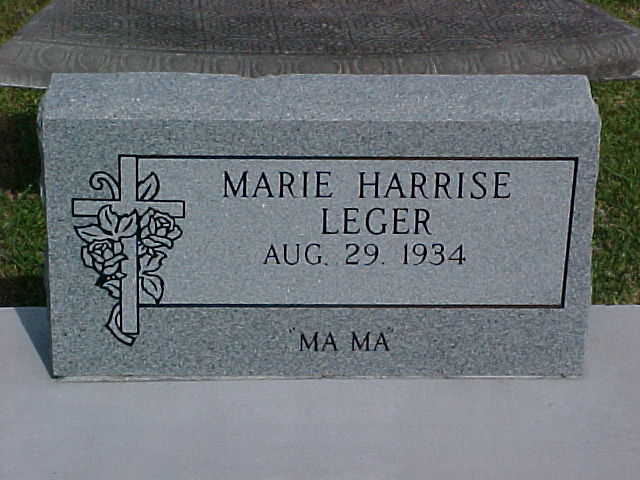 MARIE HARRISE
LEGER
AUG. 29. 1934
"MA MA"